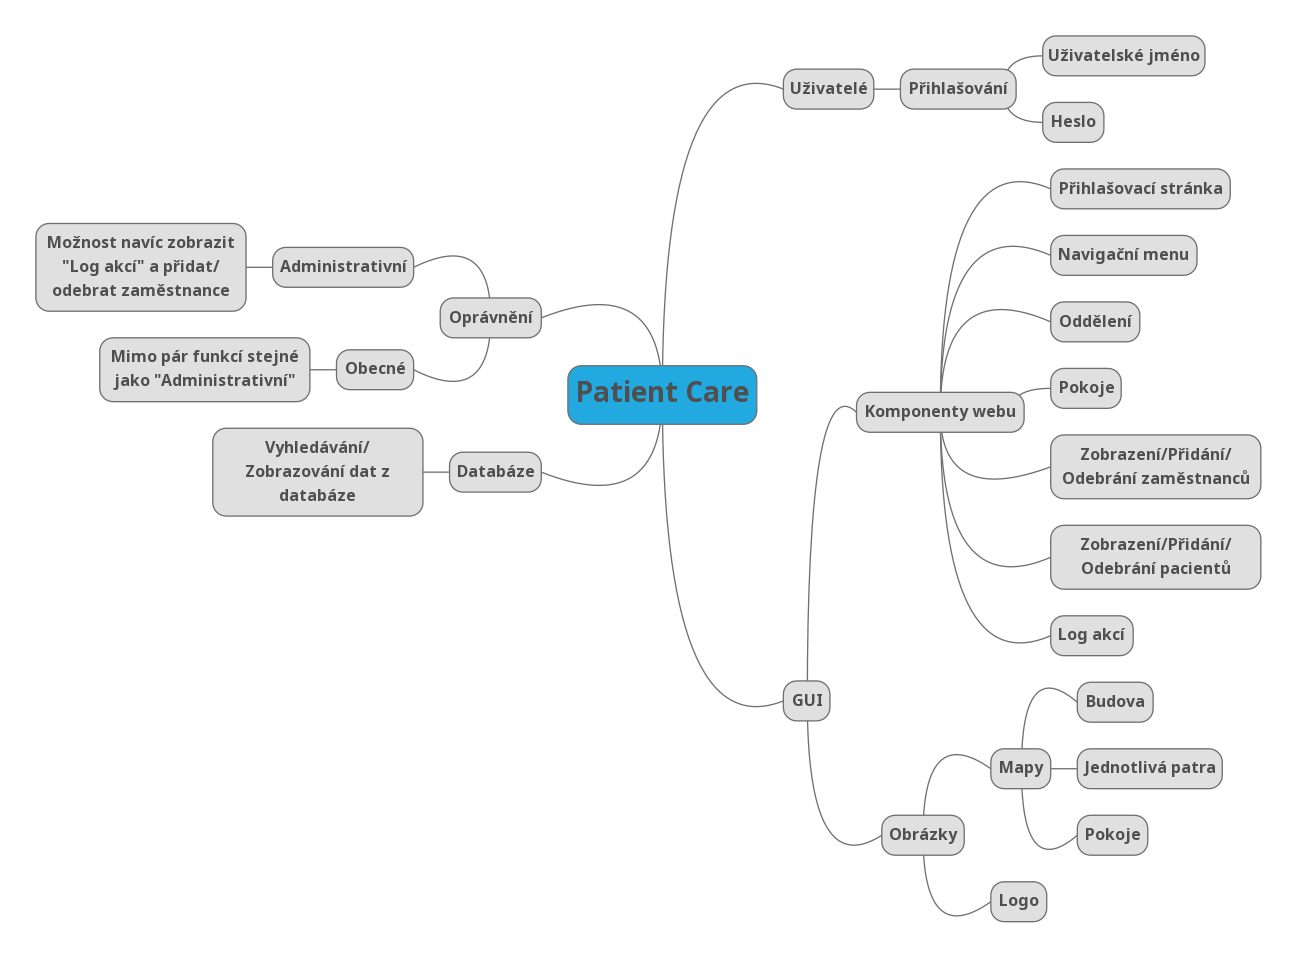 Patient Care
Uživatelé
Přihlašování
Uživatelské jméno
Heslo
Oprávnění
Administrativní
Možnost navíc zobrazit
"Log akcí" a přidat/
odebrat zaměstnance
Obecné
Mimo pár funkcí stejné
jako "Administrativní"
Databáze
Vyhledávání/
Zobrazování dat z
databáze
GUI
Komponenty webu
Přihlašovací stránka
Navigační menu
Oddělení
Pokoje
Zobrazení/Přidání/
Odebrání zaměstnanců
Zobrazení/Přidání/
Odebrání pacientů
Log akcí
Obrázky
Mapy
Budova
Jednotlivá patra
Pokoje
Logo